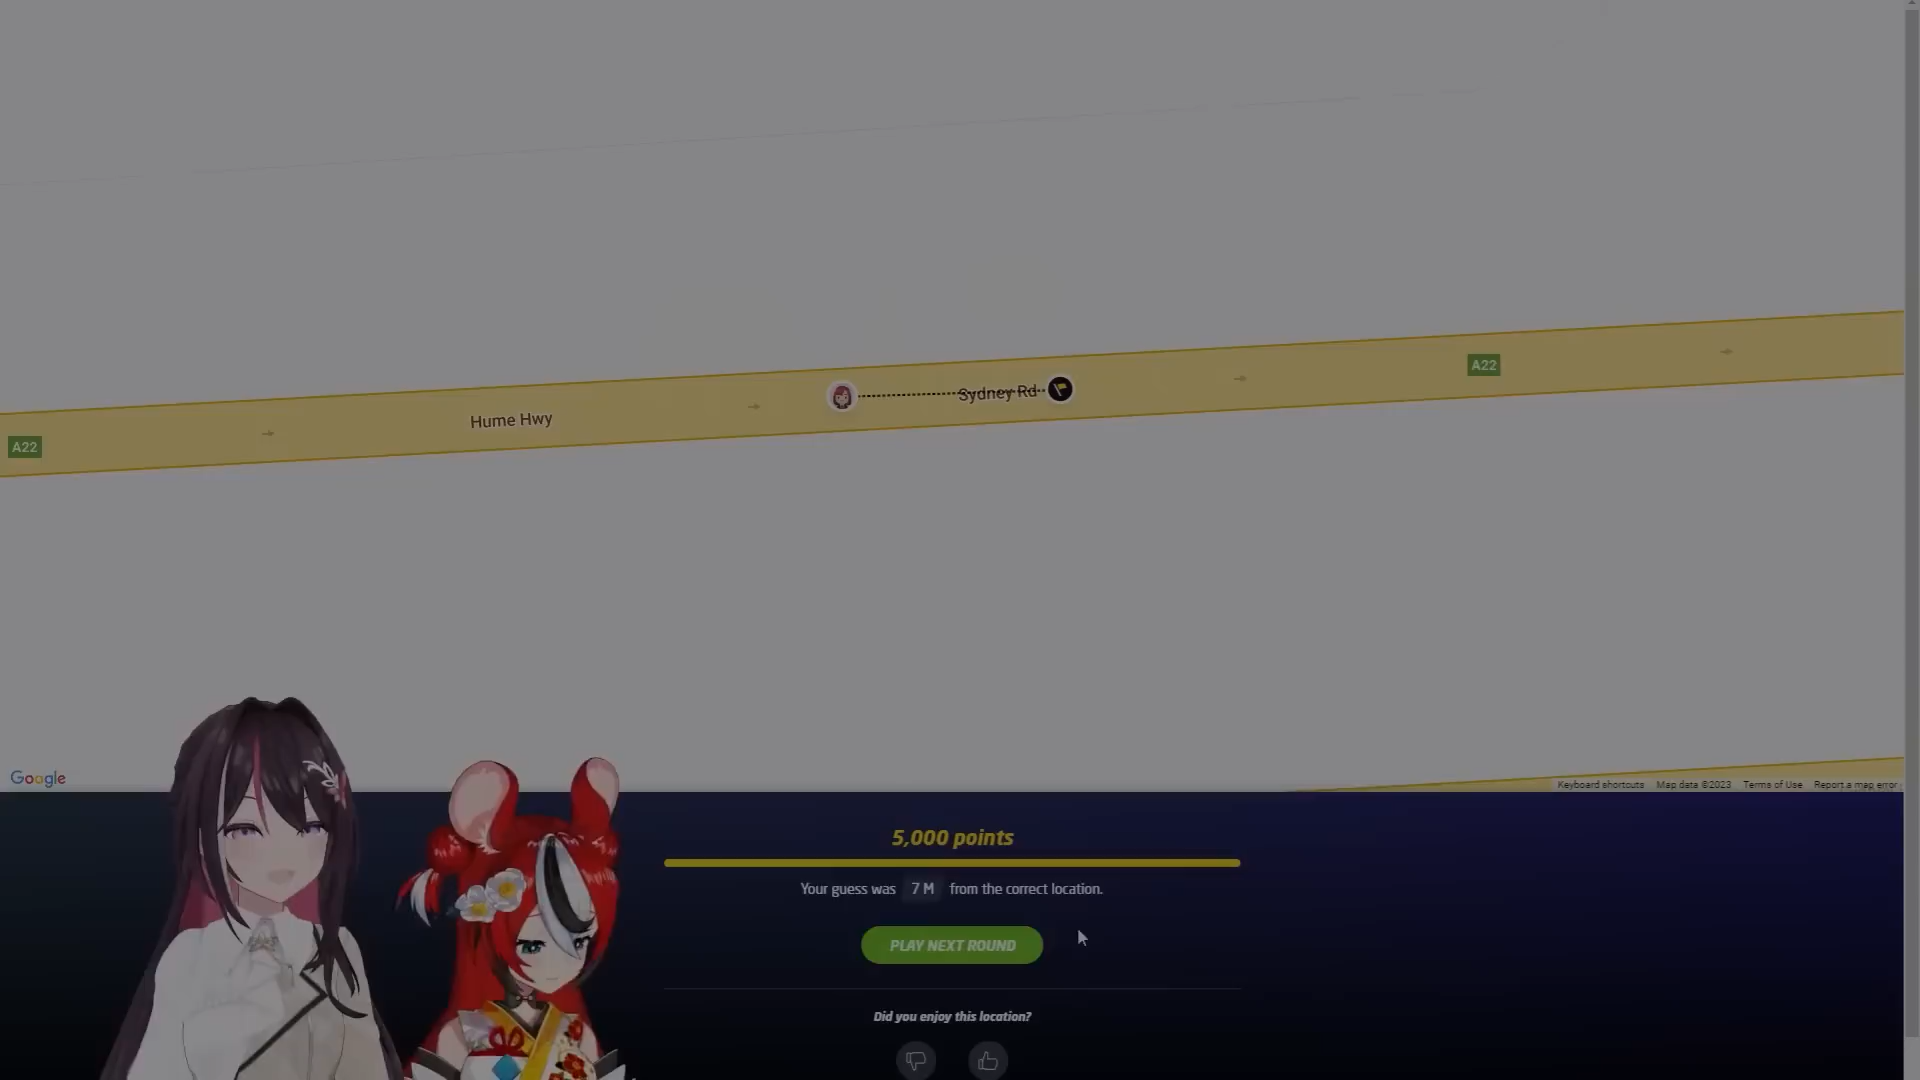 A22
Sydney Rd
Hume Hwy
A22
Google
Keyboard shortcuts Map data ©2023 Terms of Use Report a map error
5,000 points
Your guess was 7 M from the correct location.
PLAY NEXT ROUND
Did you enjoy this location?